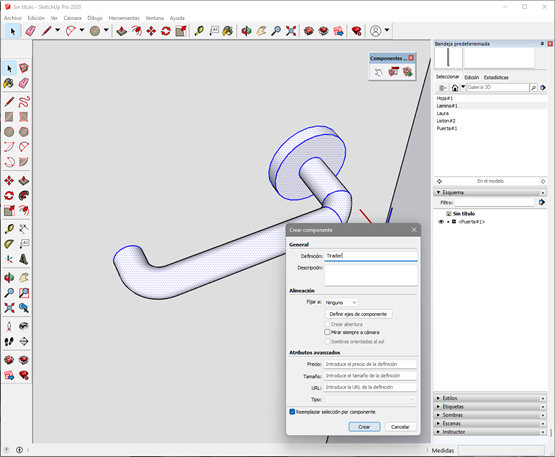 Sin título - SketchUp Pro 2020
Archivo Edición Ver Cámara Dibujo Herramientas Ventana Ayuda
Componentes ...
Bandeja predeterminada
Seleccionar Edición Estadísticas
Galería 3D
Hoja#1
Lamina#1
Laura
Liston#2
Puerta#1
En el modelo
Esquema
Filtro:
Sin título
<Puerta#1>
Crear componente
General
Definición: Tirador
Descripción:
Alineación
Fijar a: Ninguno
Definir ejes de componente
Crear abertura
Mirar siempre a cámara
Sombras orientadas al sol
Atributos avanzados
Precio: Introduce el precio de la definición
Tamaño: Introduce el tamaño de la definición
URL: Introduce la URL de la definición
Tipo:
Reemplazar selección por componente
Crear Cancelar
Estilos
Etiquetas
Sombras
Escenas
Instructor
Medidas